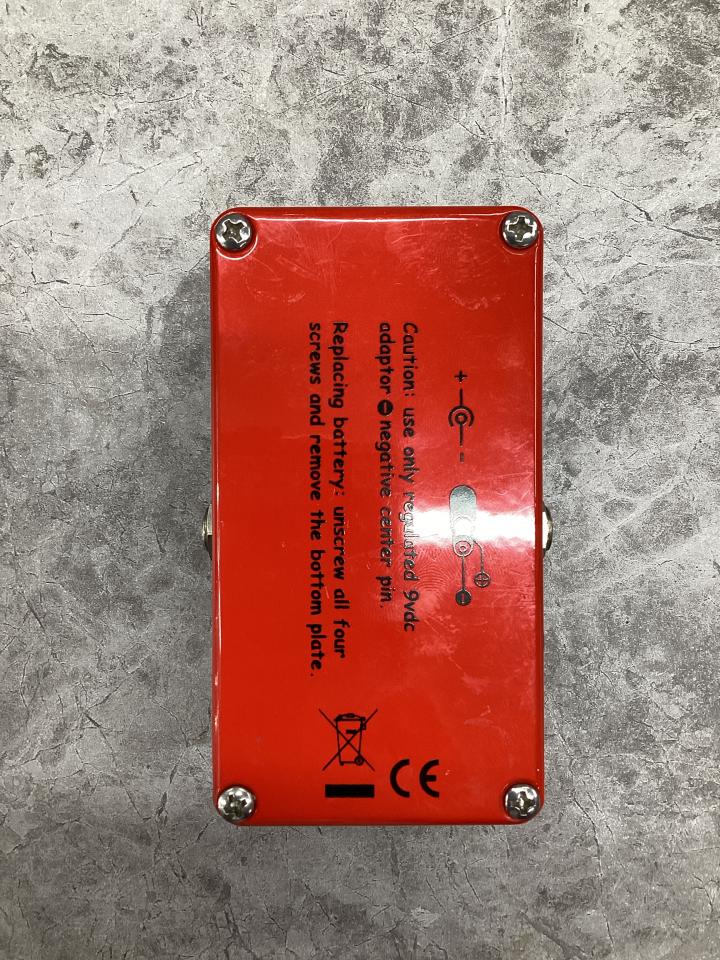 + -
Caution: use only regulated 9vdc
adaptor negative center pin.
Replacing battery: unscrew all four
screws and remove the bottom plate.
CE